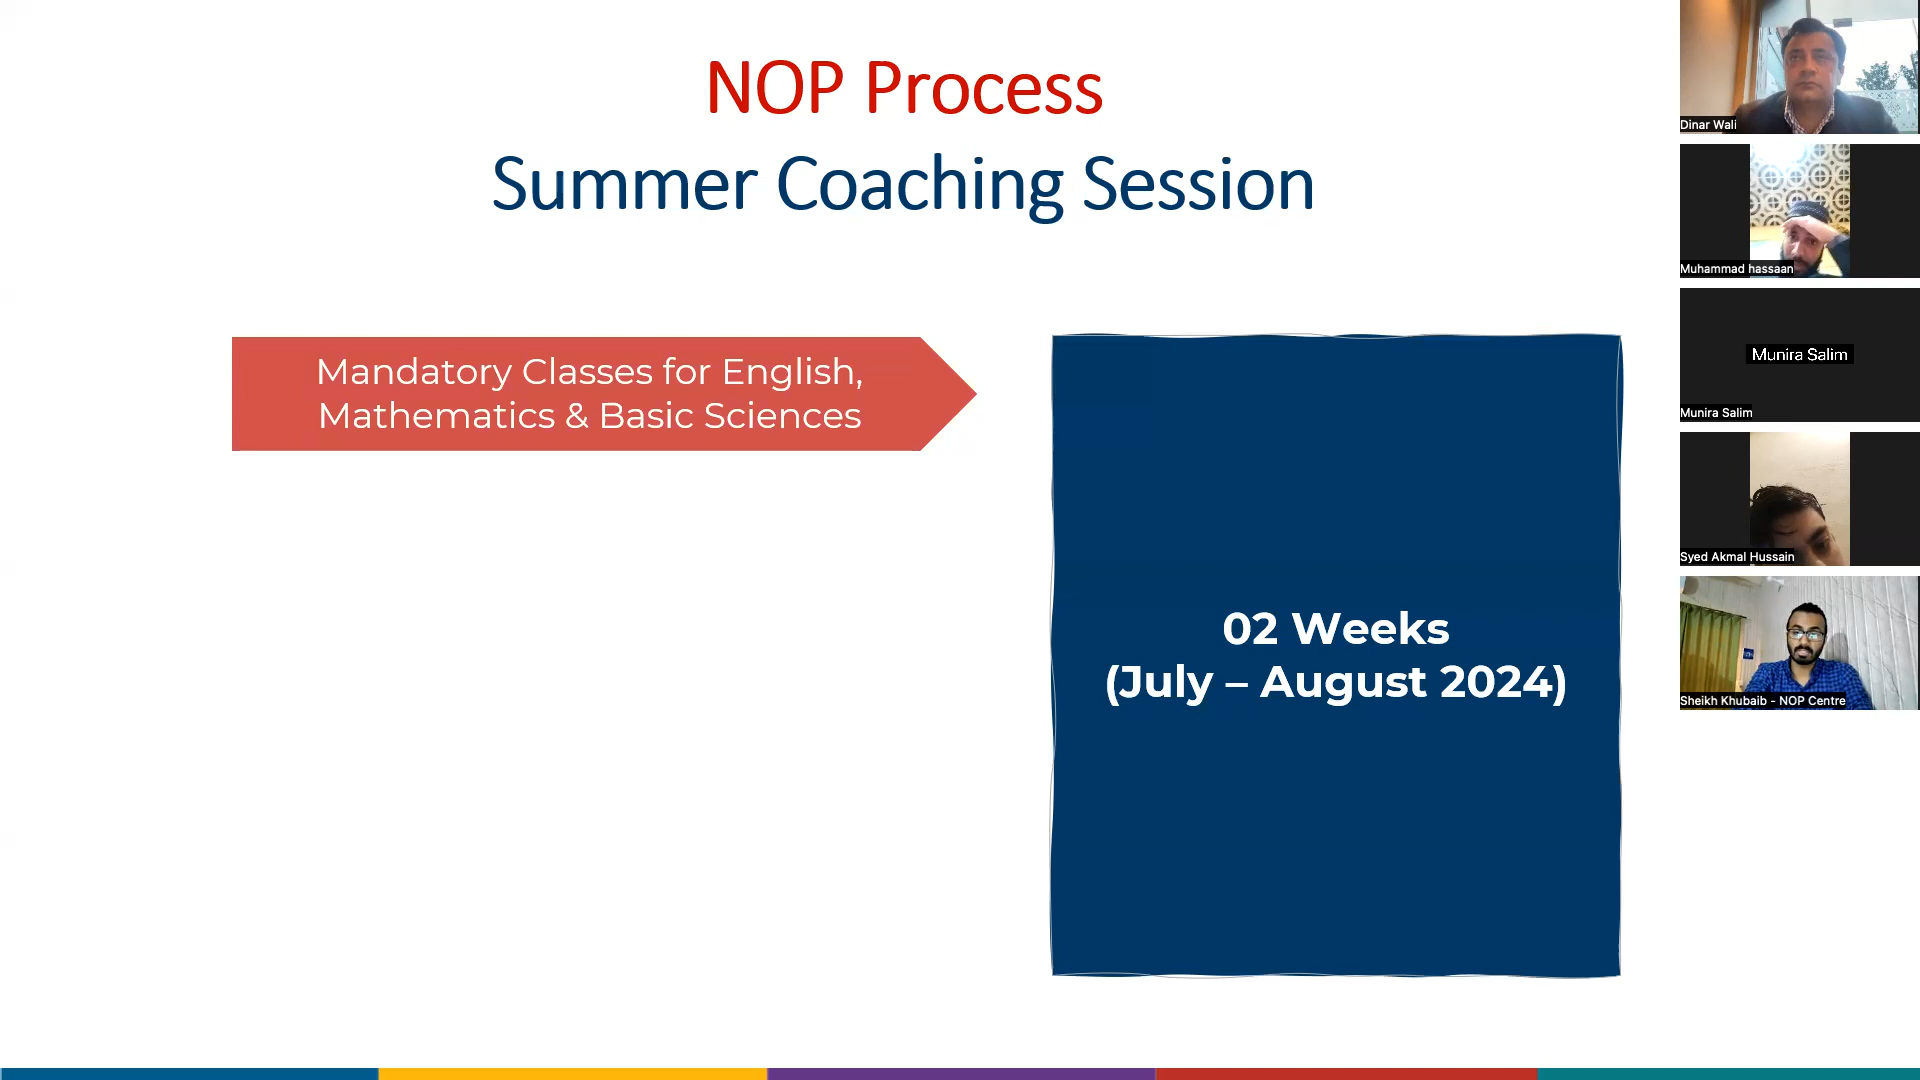 NOP Process
Summer Coaching Session
Mandatory Classes for English,
Mathematics & Basic Sciences
02 Weeks
(July – August 2024)
Dinar Wali
Muhammad hassaan
Munira Salim
Munira Salim
Syed Akmal Hussain
Sheikh Khubaib - NOP Centre